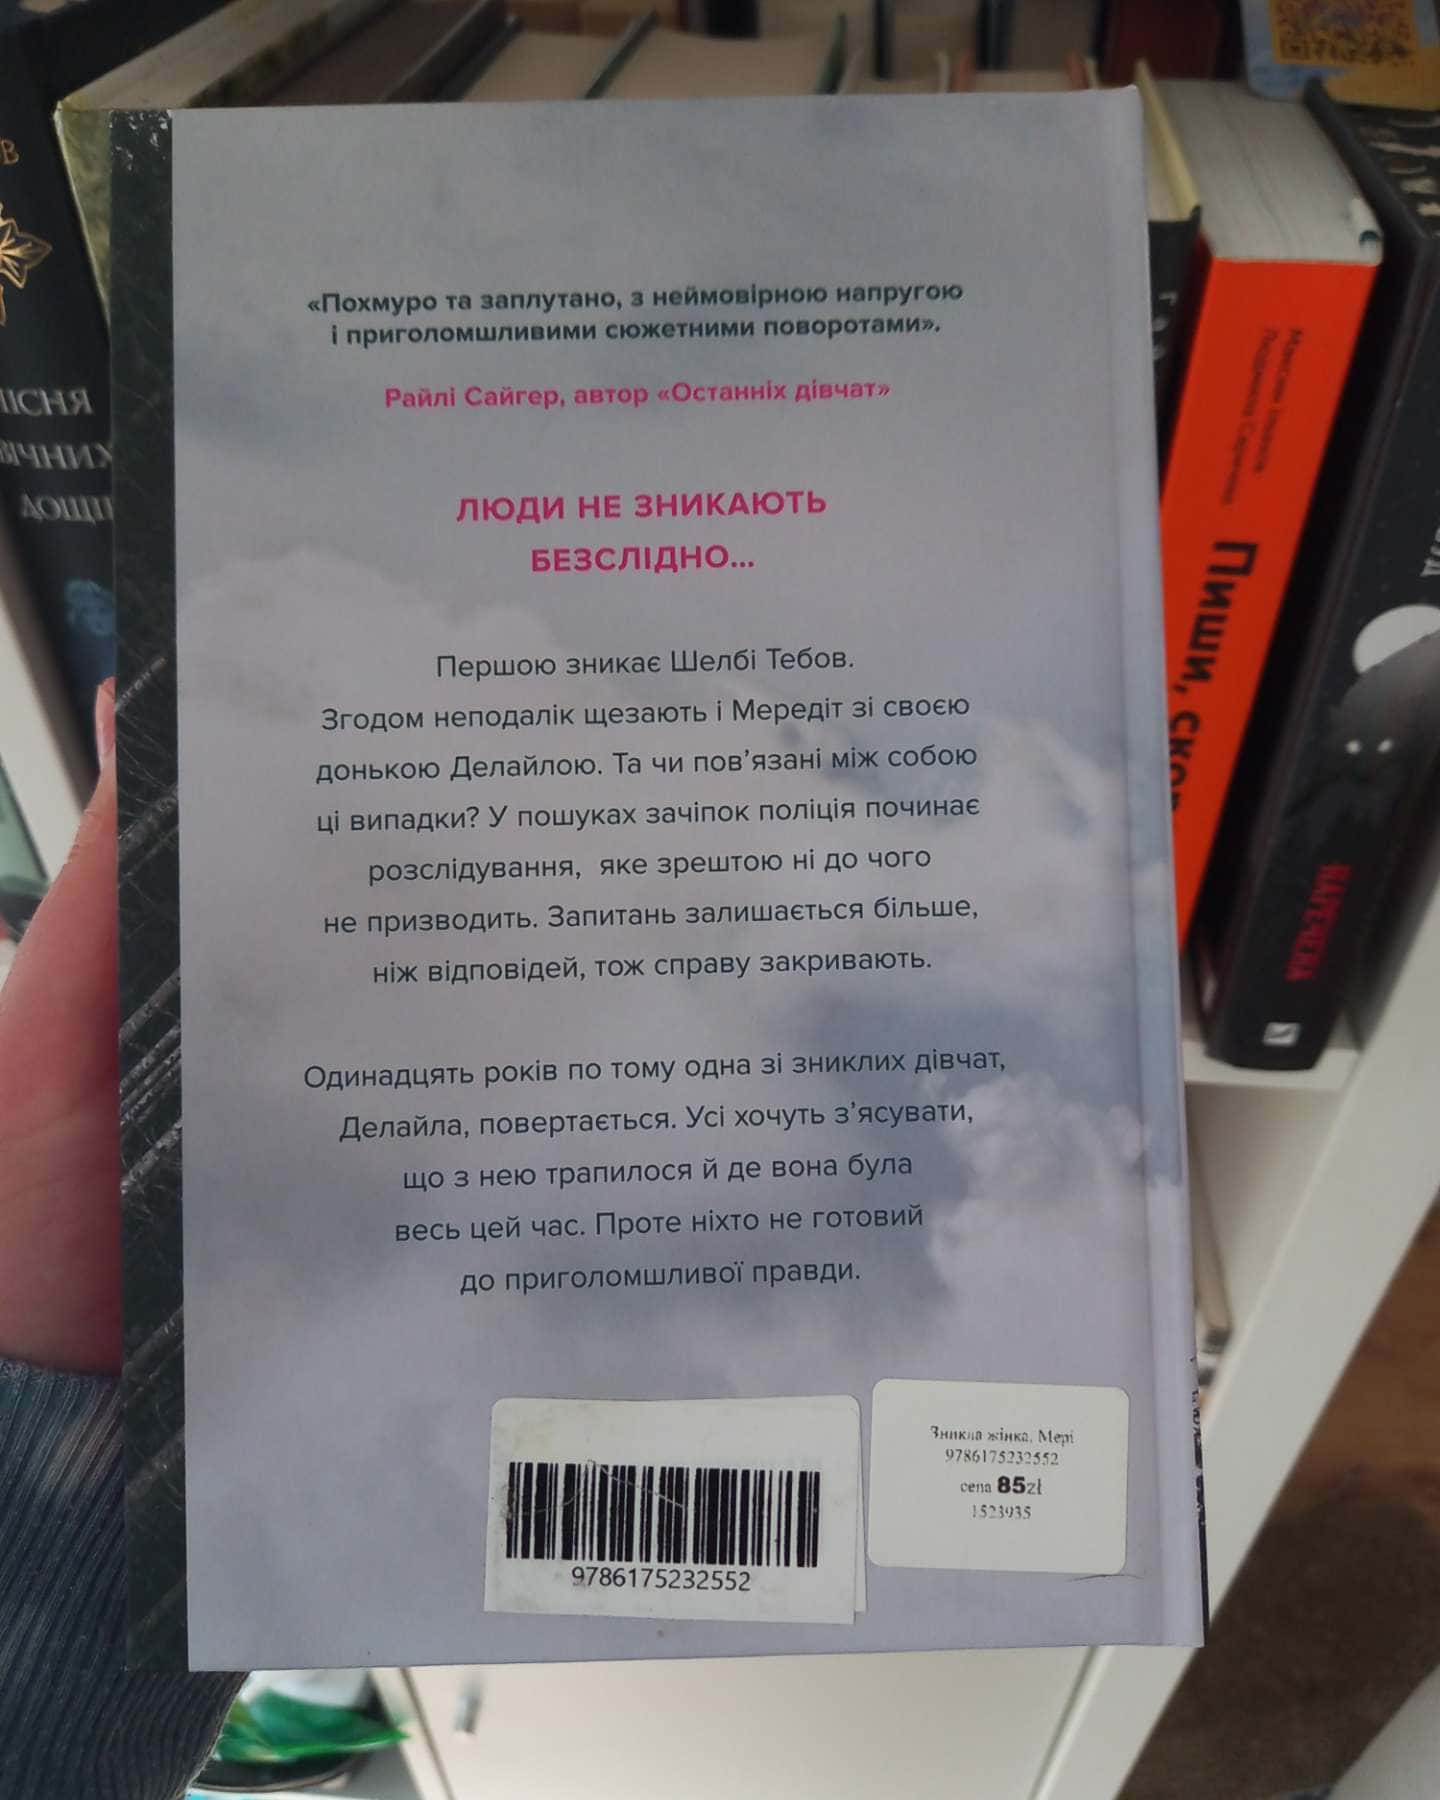 «Похмуро та заплутано, з неймовірною напругою
і приголомшливими сюжетними поворотами».
Райлі Сайгер, автор «Останніх дівчат»
ЛЮДИ НЕ ЗНИКАЮТЬ
БЕЗСЛІДНО...
Першою зникає Шелбі Тебов.
Згодом неподалік щезають і Мередіт зі своєю
донькою Делайлою. Та чи пов’язані між собою
ці випадки? У пошуках зачіпок поліція починає
розслідування, яке зрештою ні до чого
не призводить. Запитань залишається більше,
ніж відповідей, тож справу закривають.
Одинадцять років по тому одна зі зниклих дівчат,
Делайла, повертається. Усі хочуть з’ясувати,
що з нею трапилося й де вона була
весь цей час. Проте ніхто не готовий
до приголомшливої правди.
9786175232552
Зникла жінка. Мері
9786175232552
cena 85zł
1523935
ВІЧНИХ
Пиши,
НАРЕЧЕНА